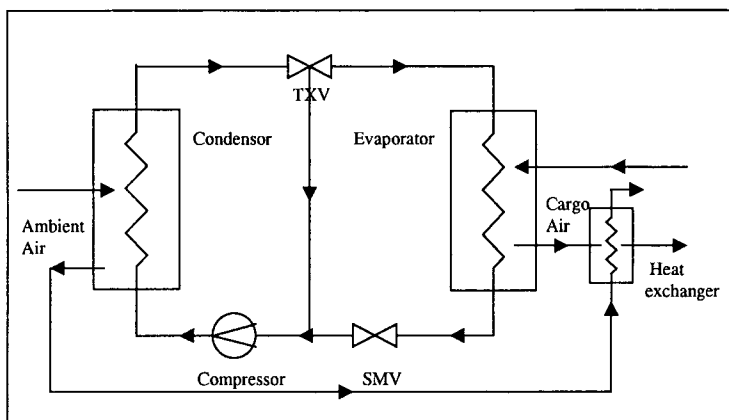 TXV
Condensor
Evaporator
Ambient
Air
Cargo
Air
Heat
exchanger
Compressor
SMV